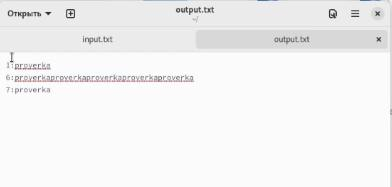 Открыть
output.txt
~/
input.txt
output.txt
1:proverka
6:proverkaproverkaproverkaproverkaproverka
7:proverka